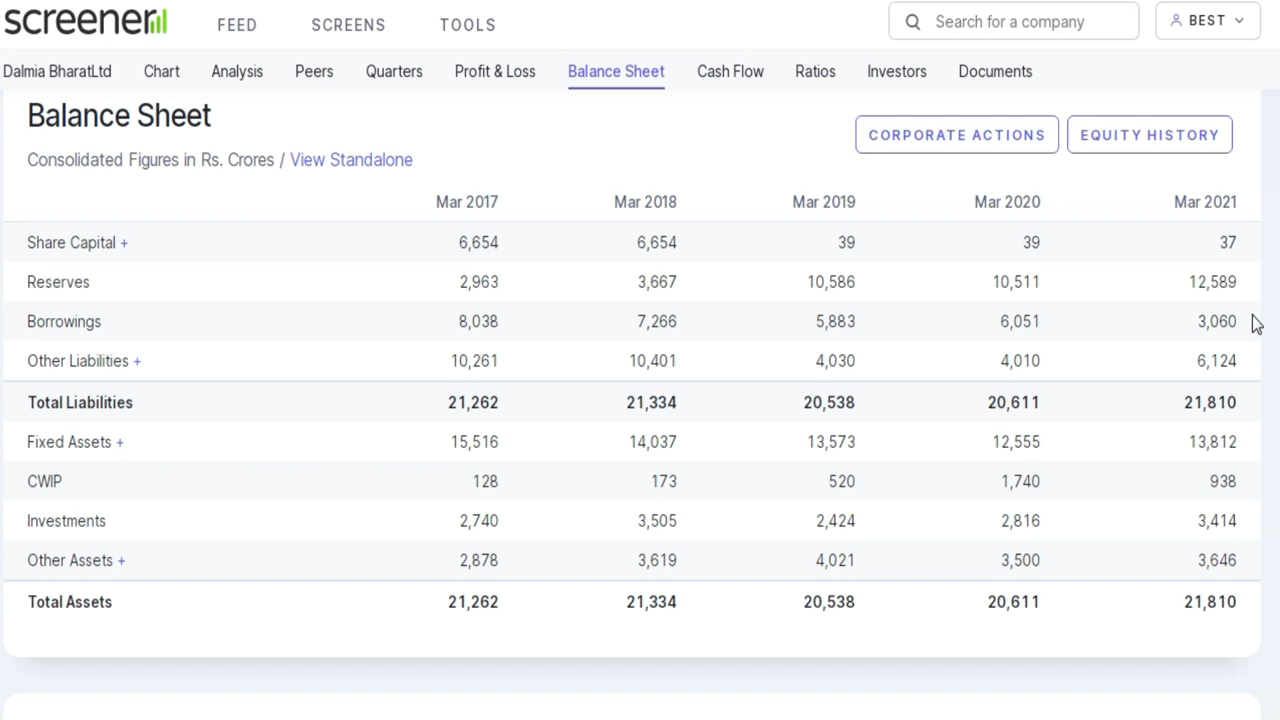 screener FEED SCREENS TOOLS Search for a company BEST
Dalmia BharatLtd Chart Analysis Peers Quarters Profit & Loss Balance Sheet Cash Flow Ratios Investors Documents
Balance Sheet
CORPORATE ACTIONS EQUITY HISTORY
Consolidated Figures in Rs. Crores / View Standalone
Mar 2017 Mar 2018 Mar 2019 Mar 2020 Mar 2021
Share Capital + 6,654 6,654 39 39 37
Reserves 2,963 3,667 10,586 10,511 12,589
Borrowings 8,038 7,266 5,883 6,051 3,060
Other Liabilities + 10,261 10,401 4,030 4,010 6,124
Total Liabilities 21,262 21,334 20,538 20,611 21,810
Fixed Assets + 15,516 14,037 13,573 12,555 13,812
CWIP 128 173 520 1,740 938
Investments 2,740 3,505 2,424 2,816 3,414
Other Assets + 2,878 3,619 4,021 3,500 3,646
Total Assets 21,262 21,334 20,538 20,611 21,810